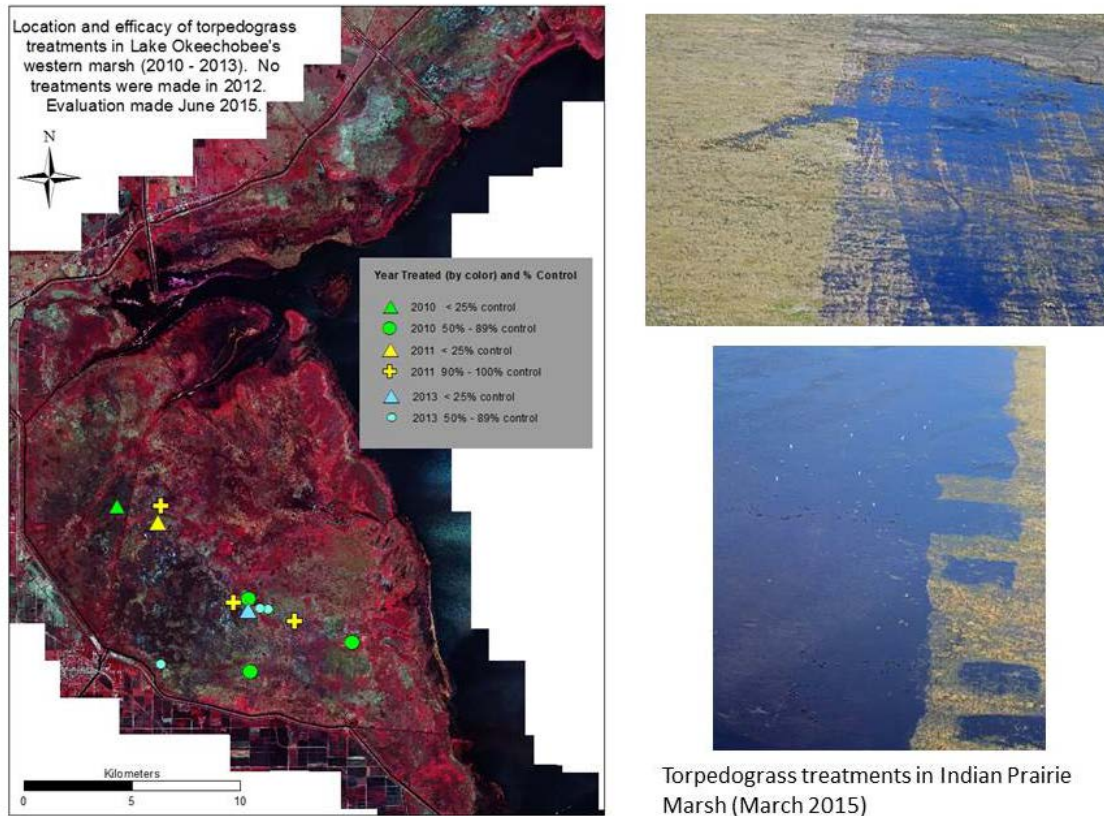 Location and efficacy of torpedograss
treatments in Lake Okeechobee's
western marsh (2010 - 2013). No
treatments were made in 2012.
Evaluation made June 2015.
N
Year Treated (by color) and % Control
2010 < 25% control
2010 50% - 89% control
2011 < 25% control
2011 90% - 100% control
2013 < 25% control
2013 50% - 89% control
Kilometers
0 5 10
Torpedograss treatments in Indian Prairie
Marsh (March 2015)